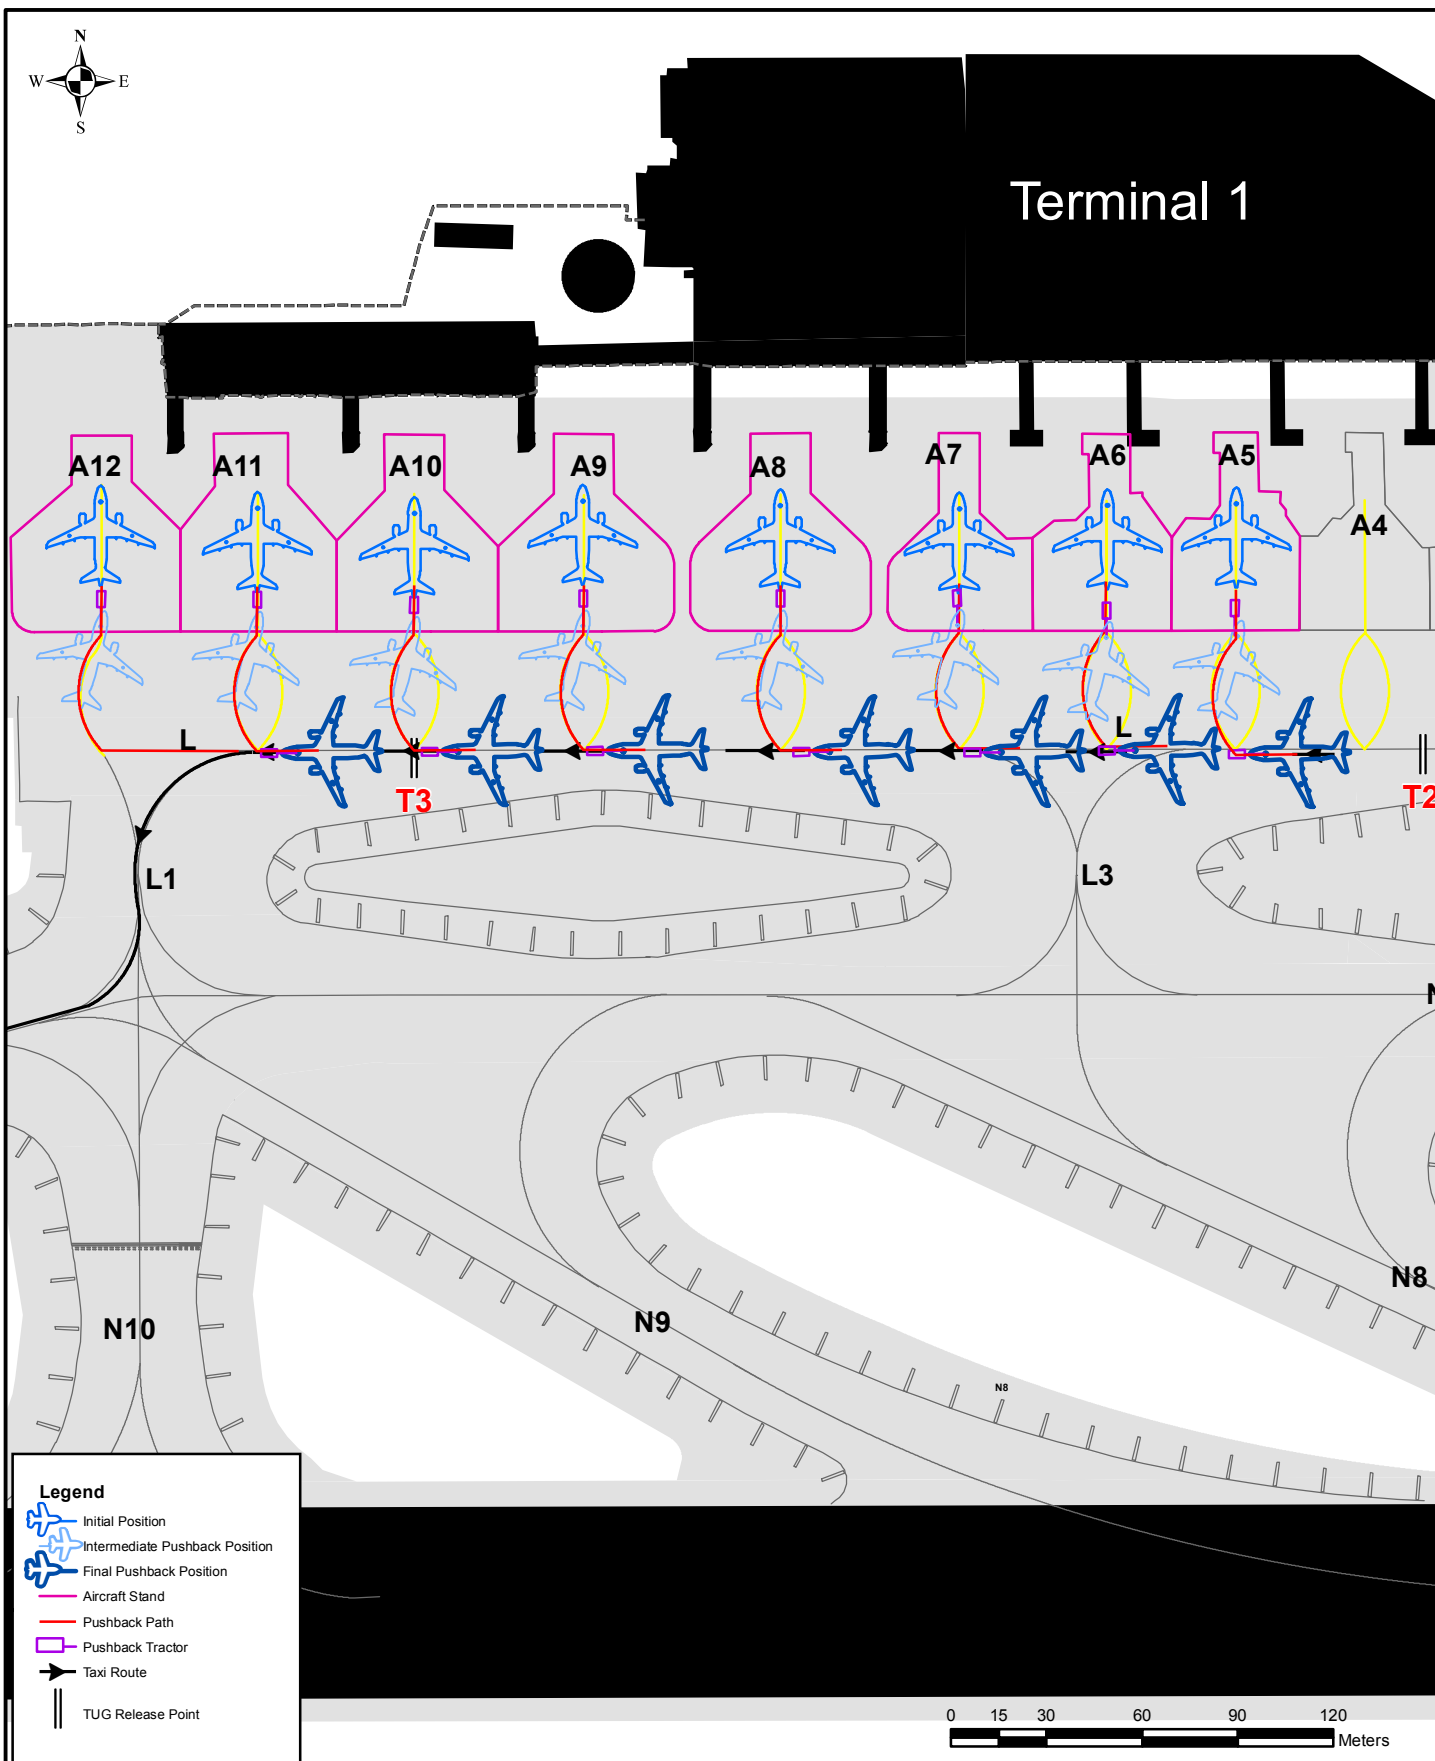 N
W E
S
Terminal 1
A12 A11 A10 A9 A8 A7 A6 A5
A4
L L
T3 T2
L1 L3
N
N8
N10 N9
N8
Legend
Initial Position
Intermediate Pushback Position
Final Pushback Position
Aircraft Stand
Pushback Path
Pushback Tractor
Taxi Route
TUG Release Point
0 15 30 60 90 120
Meters